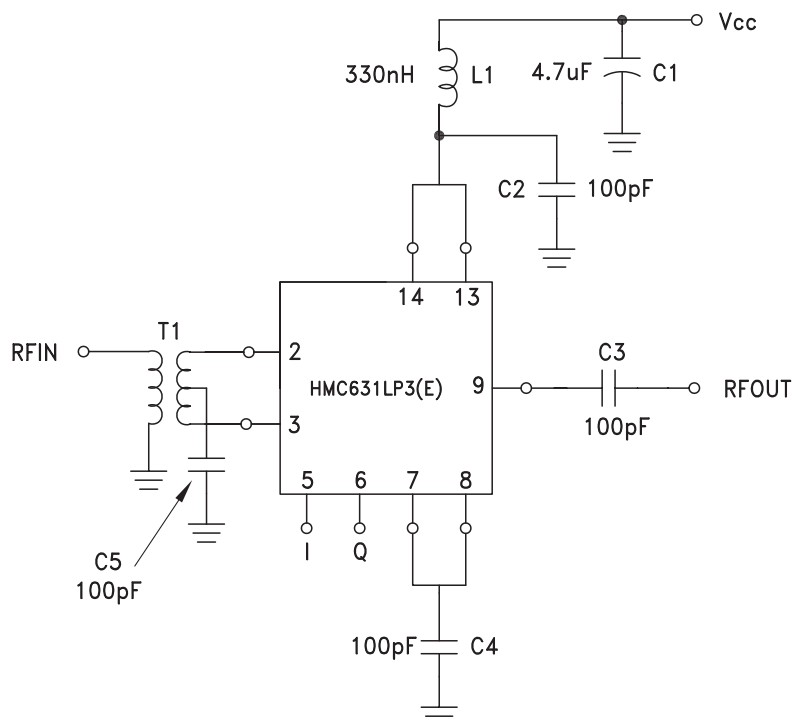 Vcc
330nH L1 4.7uF C1
C2 100pF
14 13
T1
RFIN 2
C3
HMC631LP3(E) 9 RFOUT
3 100pF
5 6 7 8
I Q
C5
100pF
100pF C4